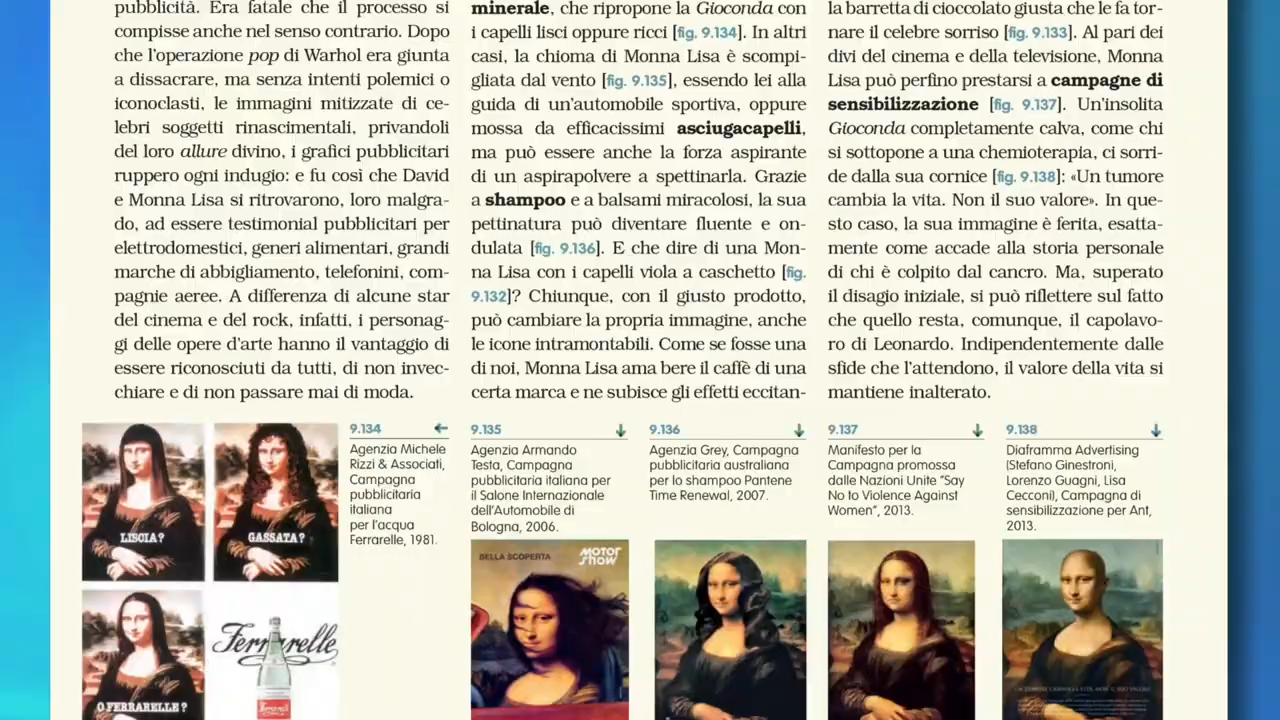 pubblicità. Era fatale che il processo si
compisse anche nel senso contrario. Dopo
che l'operazione pop di Warhol era giunta
a dissacrare, ma senza intenti polemici o
iconoclasti, le immagini mitizzate di ce-
lebri soggetti rinascimentali, privandoli
del loro allure divino, i grafici pubblicitari
ruppero ogni indugio: e fu così che David
e Monna Lisa si ritrovarono, loro malgra-
do, ad essere testimonial pubblicitari per
elettrodomestici, generi alimentari, grandi
marche di abbigliamento, telefonini, com-
pagnie aeree. A differenza di alcune star
del cinema e del rock, infatti, i personag-
gi delle opere d'arte hanno il vantaggio di
essere riconosciuti da tutti, di non invec-
chiare e di non passare mai di moda.
minerale, che ripropone la Gioconda con
i capelli lisci oppure ricci [fig. 9.134]. In altri
casi, la chioma di Monna Lisa è scompi-
gliata dal vento [fig. 9.135], essendo lei alla
guida di un'automobile sportiva, oppure
mossa da efficacissimi asciugacapelli,
ma può essere anche la forza aspirante
di un aspirapolvere a spettinarla. Grazie
a shampoo e a balsami miracolosi, la sua
pettinatura può diventare fluente e on-
dulata [fig. 9.136]. E che dire di una Mon-
na Lisa con i capelli viola a caschetto [fig.
9.132]? Chiunque, con il giusto prodotto,
può cambiare la propria immagine, anche
le icone intramontabili. Come se fosse una
di noi, Monna Lisa ama bere il caffè di una
certa marca e ne subisce gli effetti eccitan-
la barretta di cioccolato giusta che le fa tor-
nare il celebre sorriso [fig. 9.133]. Al pari dei
divi del cinema e della televisione, Monna
Lisa può perfino prestarsi a campagne di
sensibilizzazione [fig. 9.137]. Un'insolita
Gioconda completamente calva, come chi
si sottopone a una chemioterapia, ci sorri-
de dalla sua cornice [fig. 9.138]: «Un tumore
cambia la vita. Non il suo valore». In que-
sto caso, la sua immagine è ferita, esatta-
mente come accade alla storia personale
di chi è colpito dal cancro. Ma, superato
il disagio iniziale, si può riflettere sul fatto
che quello resta, comunque, il capolavo-
ro di Leonardo. Indipendentemente dalle
sfide che l'attendono, il valore della vita si
mantiene inalterato.
9.134
Agenzia Michele
Rizzi & Associati,
Campagna
pubblicitaria
italiana
per l'acqua
Ferrarelle, 1981.
9.135
Agenzia Armando
Testa, Campagna
pubblicitaria italiana per
il Salone Internazionale
dell'Automobile di
Bologna, 2006.
9.136
Agenzia Grey, Campagna
pubblicitaria australiana
per lo shampoo Pantene
Time Renewal, 2007.
9.137
Manifesto per la
Campagna promossa
dalle Nazioni Unite "Say
No to Violence Against
Women", 2013.
9.138
Diaframma Advertising
(Stefano Ginestroni,
Lorenzo Guagni, Lisa
Cecconi), Campagna di
sensibilizzazione per Ant,
2013.
LISCIA?
GASSATA?
O FERRARELLE?
Ferrarelle
BELLA SCOPERTA
MOTOR
SHOW